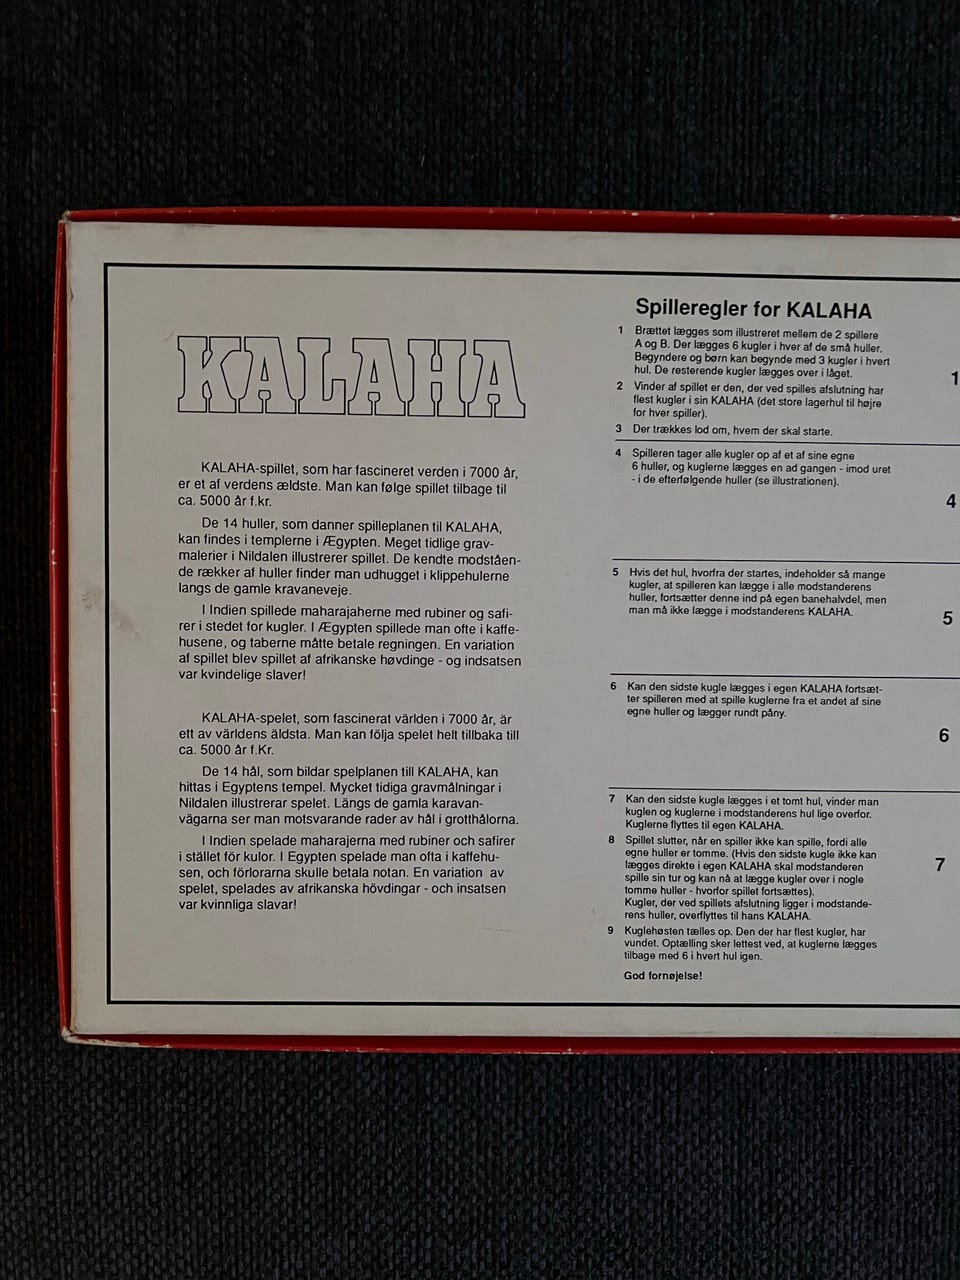 KALAHA
KALAHA-spillet, som har fascineret verden i 7000 år,
er et af verdens ældste. Man kan følge spillet tilbage til
ca. 5000 år f.kr.
De 14 huller, som danner spilleplanen til KALAHA,
kan findes i templerne i Ægypten. Meget tidlige grav-
malerier i Nildalen illustrerer spillet. De kendte modståen-
de rækker af huller finder man udhugget i klippehulerne
langs de gamle kravaneveje.
I Indien spillede maharajaherne med rubiner og safi-
rer i stedet for kugler. I Ægypten spillede man ofte i kaffe-
husene, og taberne måtte betale regningen. En variation
af spillet blev spillet af afrikanske høvdinge - og indsatsen
var kvindelige slaver!
KALAHA-spelet, som fascinerat världen i 7000 år, är
ett av världens äldsta. Man kan följa spelet helt tillbaka till
ca. 5000 år f.Kr.
De 14 hål, som bildar spelplanen till KALAHA, kan
hittas i Egyptens tempel. Mycket tidiga gravmålningar i
Nildalen illustrerar spelet. Längs de gamla karavan-
vägarna ser man motsvarande rader av hål i grotthålorna.
I Indien spelade maharajerna med rubiner och safirer
i stället för kulor. I Egypten spelade man ofta i kaffehu-
sen, och förlorarna skulle betala notan. En variation av
spelet, spelades av afrikanska hövdingar - och insatsen
var kvinnliga slavar!
Spilleregler for KALAHA
1 Brættet lægges som illustreret mellem de 2 spillere
A og B. Der lægges 6 kugler i hver af de små huller.
Begyndere og børn kan begynde med 3 kugler i hvert
hul. De resterende kugler lægges over i låget.
2 Vinder af spillet er den, der ved spilles afslutning har
flest kugler i sin KALAHA (det store lagerhul til højre
for hver spiller).
3 Der trækkes lod om, hvem der skal starte.
4 Spilleren tager alle kugler op af et af sine egne
6 huller, og kuglerne lægges en ad gangen - imod uret
- i de efterfølgende huller (se illustrationen).
5 Hvis det hul, hvorfra der startes, indeholder så mange
kugler, at spilleren kan lægge i alle modstanderens
huller, fortsætter denne ind på egen banehalvdel, men
man må ikke lægge i modstanderens KALAHA.
6 Kan den sidste kugle lægges i egen KALAHA fortsæt-
ter spilleren med at spille kuglerne fra et andet af sine
egne huller og lægger rundt påny.
7 Kan den sidste kugle lægges i et tomt hul, vinder man
kuglen og kuglerne i modstanderens hul lige overfor.
Kuglerne flyttes til egen KALAHA.
8 Spillet slutter, når en spiller ikke kan spille, fordi alle
egne huller er tomme. (Hvis den sidste kugle ikke kan
lægges direkte i egen KALAHA skal modstanderen
spille sin tur og kan nå at lægge kugler over i nogle
tomme huller - hvorfor spillet fortsættes).
Kugler, der ved spillets afslutning ligger i modstande-
rens huller, overflyttes til hans KALAHA.
9 Kuglehøsten tælles op. Den der har flest kugler, har
vundet. Optælling sker lettest ved, at kuglerne lægges
tilbage med 6 i hvert hul igen.
God fornøjelse!
1
4
5
6
7